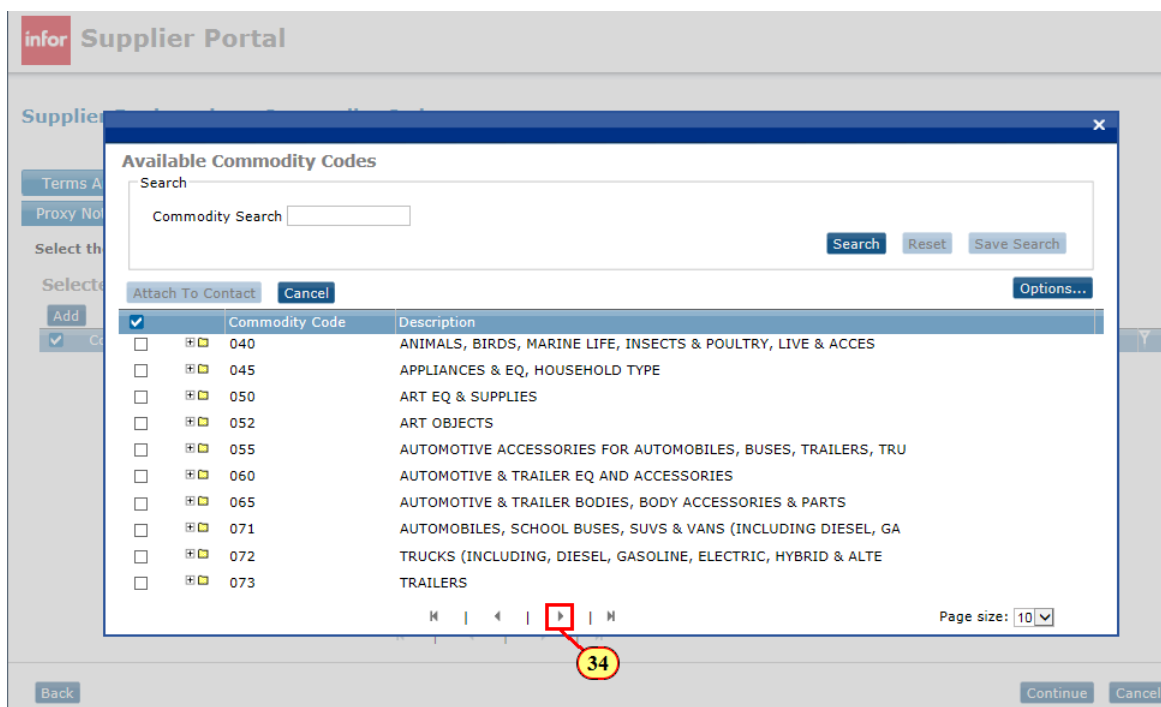 infor Supplier Portal
Supplier
Available Commodity Codes
Terms A
Search
Proxy No
Commodity Search
Select th
Search Reset Save Search
Selecte
Attach To Contact Cancel Options...
Add
Commodity Code Description
Co
040 ANIMALS, BIRDS, MARINE LIFE, INSECTS & POULTRY, LIVE & ACCES
045 APPLIANCES & EQ, HOUSEHOLD TYPE
050 ART EQ & SUPPLIES
052 ART OBJECTS
055 AUTOMOTIVE ACCESSORIES FOR AUTOMOBILES, BUSES, TRAILERS, TRU
060 AUTOMOTIVE & TRAILER EQ AND ACCESSORIES
065 AUTOMOTIVE & TRAILER BODIES, BODY ACCESSORIES & PARTS
071 AUTOMOBILES, SCHOOL BUSES, SUVS & VANS (INCLUDING DIESEL, GA
072 TRUCKS (INCLUDING, DIESEL, GASOLINE, ELECTRIC, HYBRID & ALTE
073 TRAILERS
Page size: 10
34
Back Continue Cancel